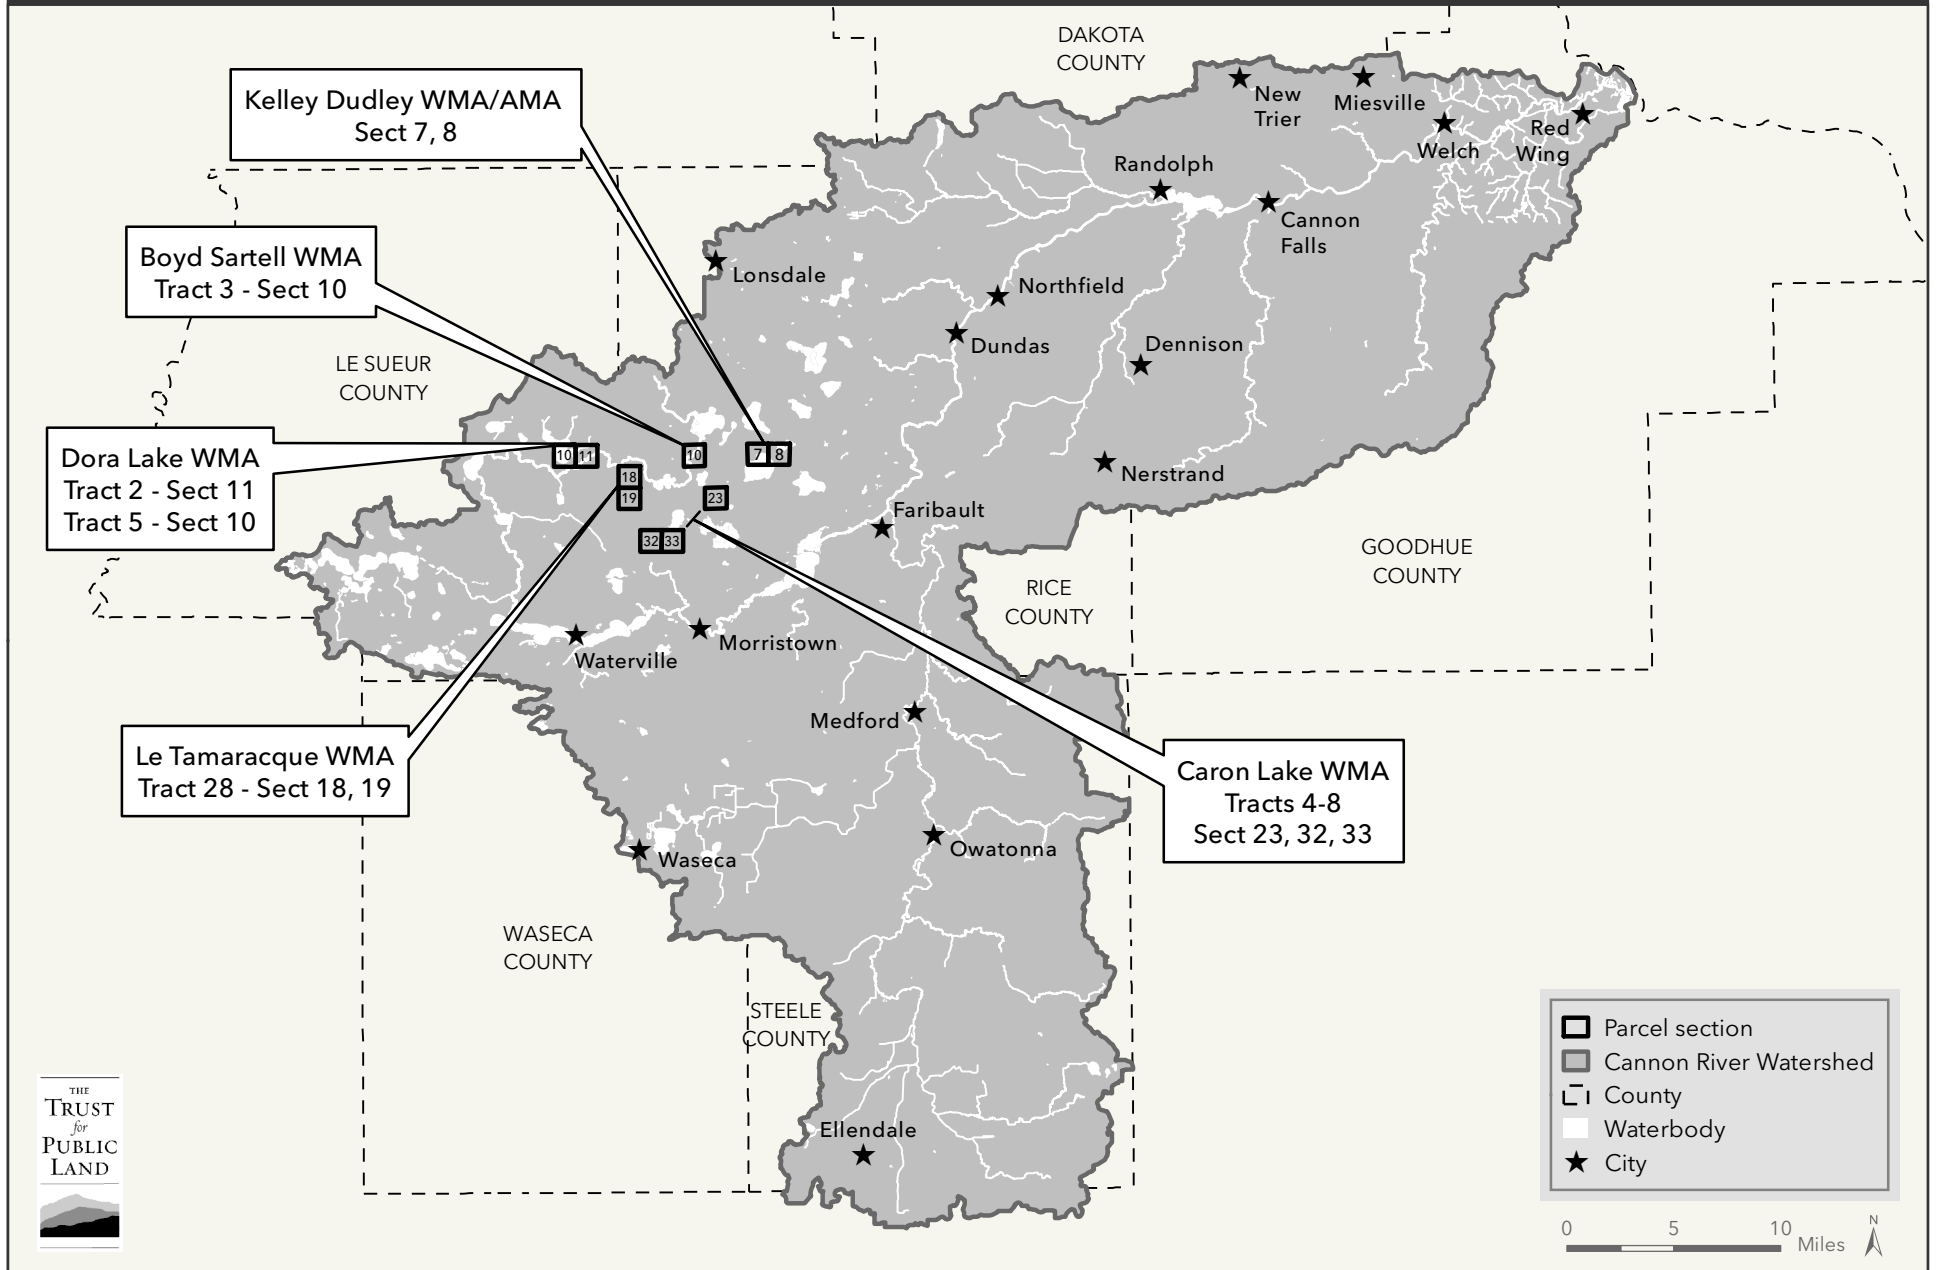 DAKOTA
COUNTY
Kelley Dudley WMA/AMA
Sect 7, 8
New
Trier
Miesville
Welch
Red
Wing
Randolph
Cannon
Falls
Boyd Sartell WMA
Tract 3 - Sect 10
Lonsdale
Northfield
Dundas
Dennison
LE SUEUR
COUNTY
Dora Lake WMA
Tract 2 - Sect 11
Tract 5 - Sect 10
10
11
10
7
8
18
19
23
32
33
Nerstrand
Faribault
GOODHUE
COUNTY
RICE
COUNTY
Morristown
Waterville
Medford
Le Tamaracque WMA
Tract 28 - Sect 18, 19
Caron Lake WMA
Tracts 4-8
Sect 23, 32, 33
Owatonna
Waseca
WASECA
COUNTY
STEELE
COUNTY
Ellendale
THE
TRUST
for
PUBLIC
LAND
Parcel section
Cannon River Watershed
County
Waterbody
City
0 5 10
Miles
N